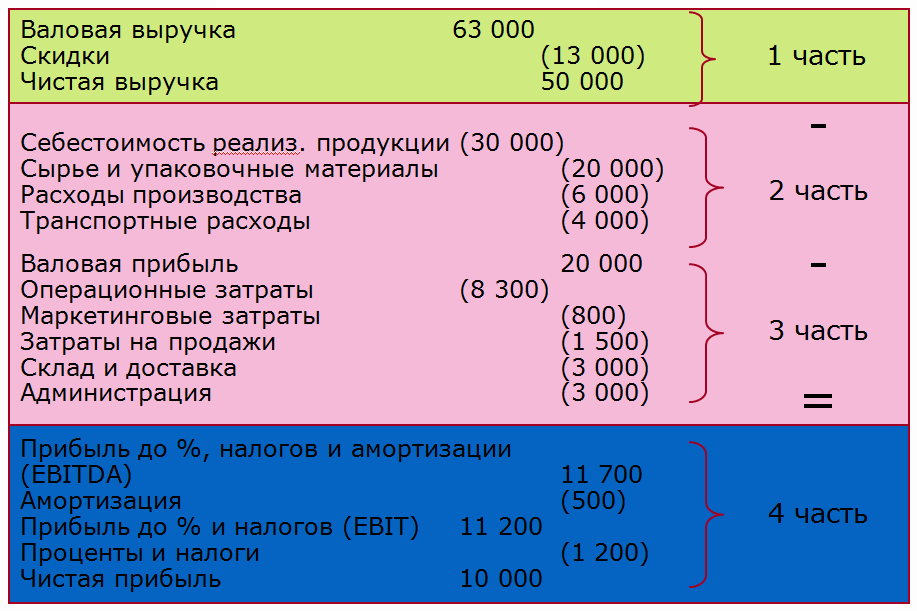 Валовая выручка 63 000
Скидки (13 000)
Чистая выручка 50 000
1 часть
–
Себестоимость реализ. продукции (30 000)
Сырье и упаковочные материалы (20 000)
Расходы производства (6 000)
Транспортные расходы (4 000)
2 часть
Валовая прибыль 20 000
–
Операционные затраты (8 300)
Маркетинговые затраты (800)
Затраты на продажи (1 500)
Склад и доставка (3 000)
Администрация (3 000)
3 часть
=
Прибыль до %, налогов и амортизации
(EBITDA) 11 700
Амортизация (500)
Прибыль до % и налогов (EBIT) 11 200
Проценты и налоги (1 200)
Чистая прибыль 10 000
4 часть